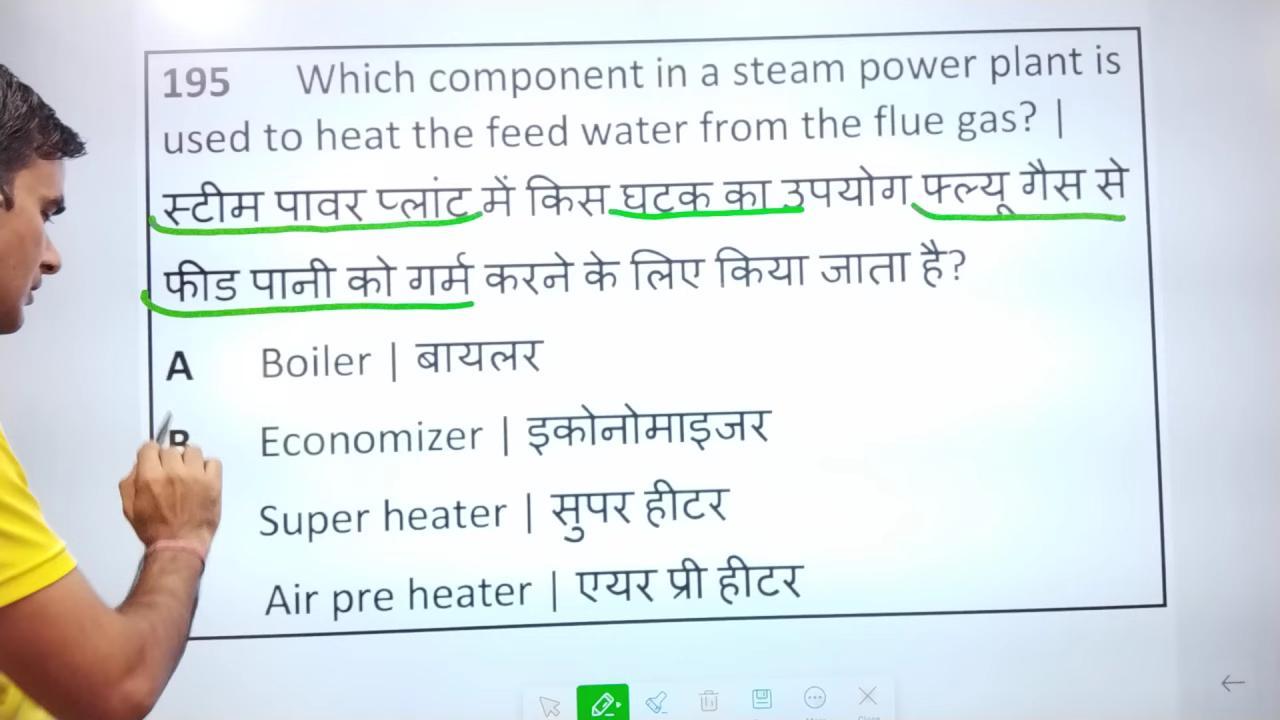 195 Which component in a steam power plant is
used to heat the feed water from the flue gas? |
स्टीम पावर प्लांट में किस घटक का उपयोग फ्ल्यू गैस से
फीड पानी को गर्म करने के लिए किया जाता है?
A Boiler | बायलर
B Economizer | इकोनोमाइजर
Super heater | सुपर हीटर
Air pre heater | एयर प्री हीटर